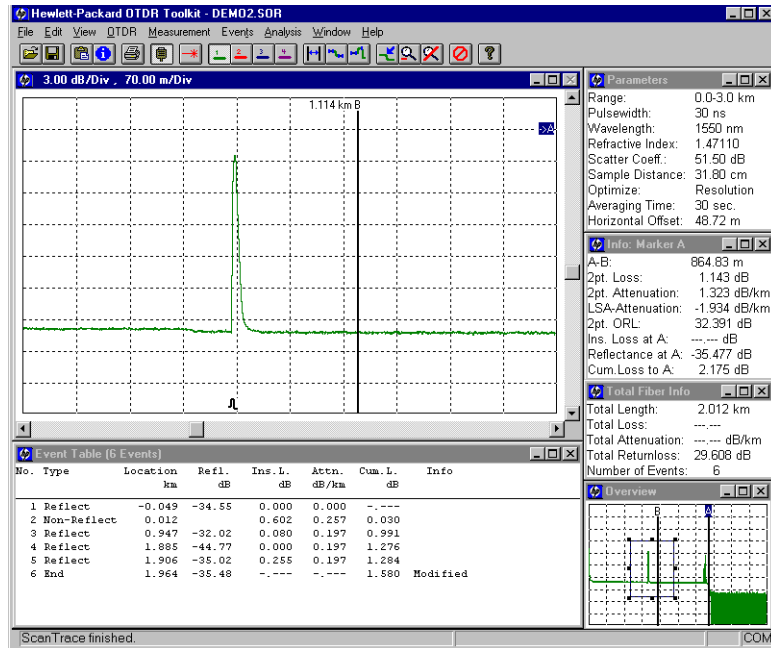 Hewlett-Packard OTDR Toolkit - DEMO2.SOR
File Edit View OTDR Measurement Events Analysis Window Help
1 2 3 4
3.00 dB/Div , 70.00 m/Div
1.114 km B
->A
Parameters
Range: 0.0-3.0 km
Pulsewidth: 30 ns
Wavelength: 1550 nm
Refractive Index: 1.47110
Scatter Coeff.: 51.50 dB
Sample Distance: 31.80 cm
Optimize: Resolution
Averaging Time: 30 sec.
Horizontal Offset: 48.72 m
Info: Marker A
A-B: 864.83 m
2pt. Loss: 1.143 dB
2pt. Attenuation: 1.323 dB/km
LSA-Attenuation: -1.934 dB/km
2pt. ORL: 32.391 dB
Ins. Loss at A: ---.--- dB
Reflectance at A: -35.477 dB
Cum.Loss to A: 2.175 dB
Total Fiber Info
Total Length: 2.012 km
Total Loss: ---.---
Total Attenuation: ---.--- dB/km
Total Returnloss: 29.608 dB
Number of Events: 6
Event Table (6 Events)
No. Type Location Refl. Ins.L. Attn. Cum.L. Info
km dB dB dB/km dB
1 Reflect -0.049 -34.55 0.000 0.000 -.---
2 Non-Reflect 0.012 0.602 0.257 0.030
3 Reflect 0.947 -32.02 0.080 0.197 0.991
4 Reflect 1.885 -44.77 0.000 0.197 1.276
5 Reflect 1.906 -35.02 0.255 0.197 1.284
6 End 1.964 -35.48 -.--- -.--- 1.580 Modified
Overview
B A
ScanTrace finished.
COM